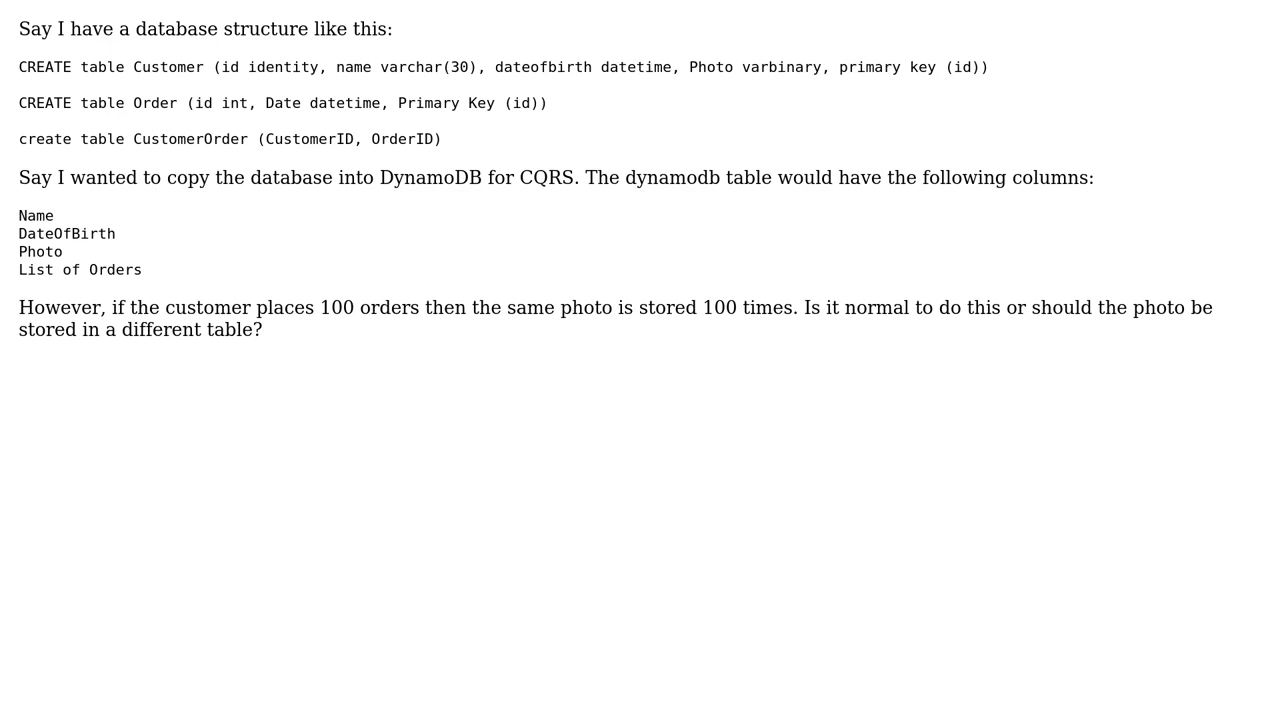 Say I have a database structure like this:
CREATE table Customer (id identity, name varchar(30), dateofbirth datetime, Photo varbinary, primary key (id))
CREATE table Order (id int, Date datetime, Primary Key (id))
create table CustomerOrder (CustomerID, OrderID)
Say I wanted to copy the database into DynamoDB for CQRS. The dynamodb table would have the following columns:
Name
DateOfBirth
Photo
List of Orders
However, if the customer places 100 orders then the same photo is stored 100 times. Is it normal to do this or should the photo be
stored in a different table?